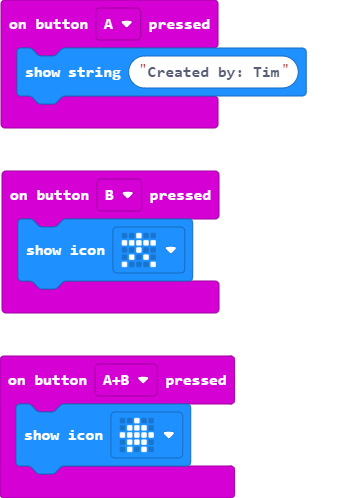 on button A pressed
show string "Created by: Tim"
on button B pressed
show icon
on button A+B pressed
show icon